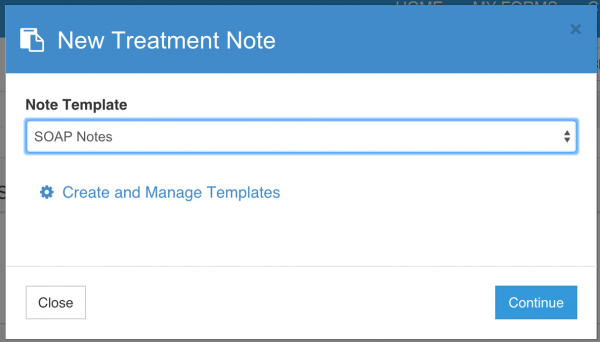 HOME MY FORMS
New Treatment Note
×
Note Template
SOAP Notes
Create and Manage Templates
Close
Continue